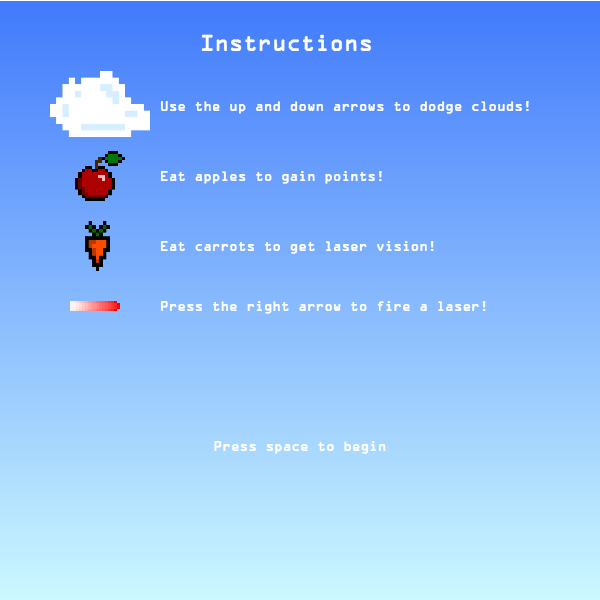 Instructions
Use the up and down arrows to dodge clouds!
Eat apples to gain points!
Eat carrots to get laser vision!
Press the right arrow to fire a laser!
Press space to begin